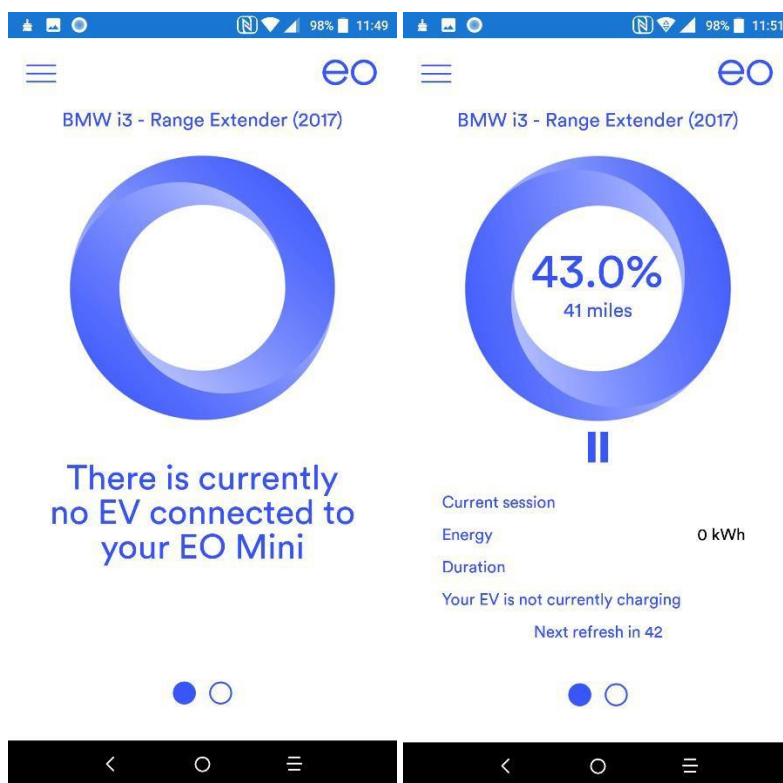 98% 11:49
eo
BMW i3 - Range Extender (2017)
There is currently
no EV connected to
your EO Mini
98% 11:51
eo
BMW i3 - Range Extender (2017)
43.0%
41 miles
Current session
Energy 0 kWh
Duration
Your EV is not currently charging
Next refresh in 42